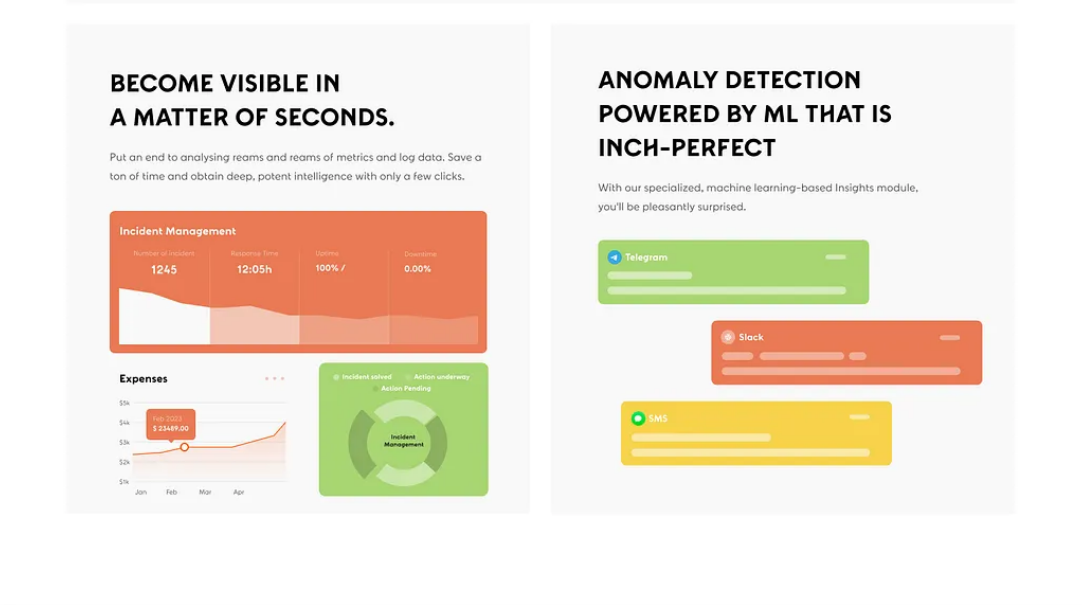 BECOME VISIBLE IN
A MATTER OF SECONDS.
Put an end to analysing reams and reams of metrics and log data. Save a
ton of time and obtain deep, potent intelligence with only a few clicks.
Incident Management
Number of Incident
Response Time
Uptime
Downtime
1245
12:05h
100% /
0.00%
Expenses
$5k
$4k
$3k
$2k
$1k
Feb 2023
$ 23489.00
Jan
Feb
Mar
Apr
Incident solved
Action underway
Action Pending
Incident
Management
ANOMALY DETECTION
POWERED BY ML THAT IS
INCH-PERFECT
With our specialized, machine learning-based Insights module,
you'll be pleasantly surprised.
Telegram
Slack
SMS